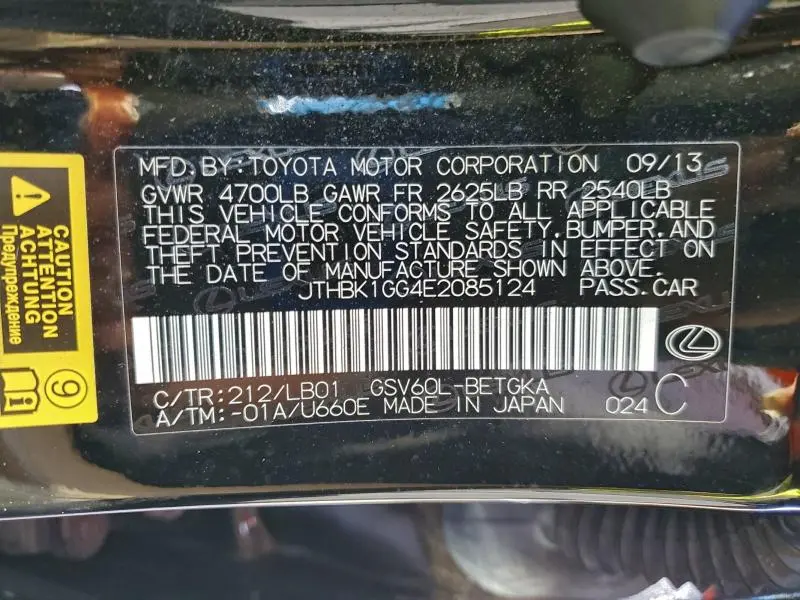 MFD. BY: TOYOTA MOTOR CORPORATION 09/13
GVWR 4700LB GAWR FR 2625LB RR 2540LB
THIS VEHICLE CONFORMS TO ALL APPLICABLE
FEDERAL MOTOR VEHICLE SAFETY, BUMPER, AND
THEFT PREVENTION STANDARDS IN EFFECT ON
THE DATE OF MANUFACTURE SHOWN ABOVE.
JTHBK1GG4E2085124 PASS.CAR
C/TR:212/LB01 GSV60L-BETGKA
A/TM:-01A/U660E MADE IN JAPAN 024 C
CAUTION
ATTENTION
ACHTUNG
Предупреждение
9